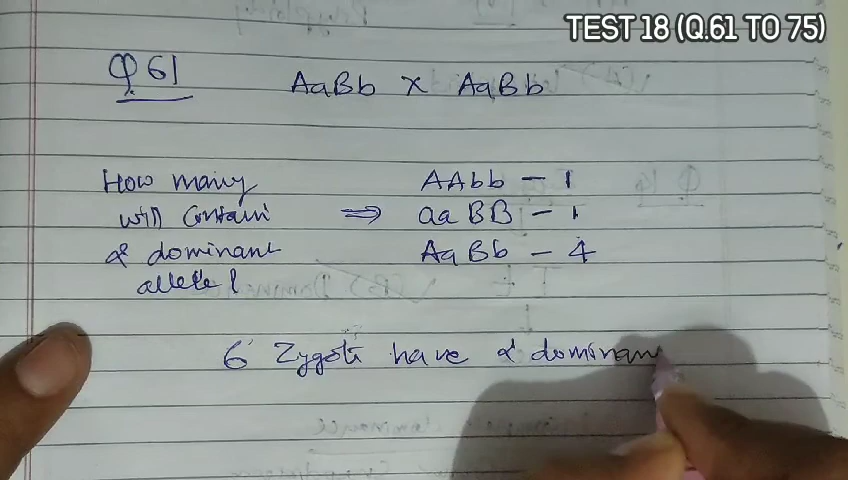 TEST 18 (Q.61 TO 75)
Q 61 AaBb x AaBb
How many AAbb - 1
will contain ⇒ aaBB - 1
2 dominant AaBb - 4
allele ?
6 Zygote have 2 dominan